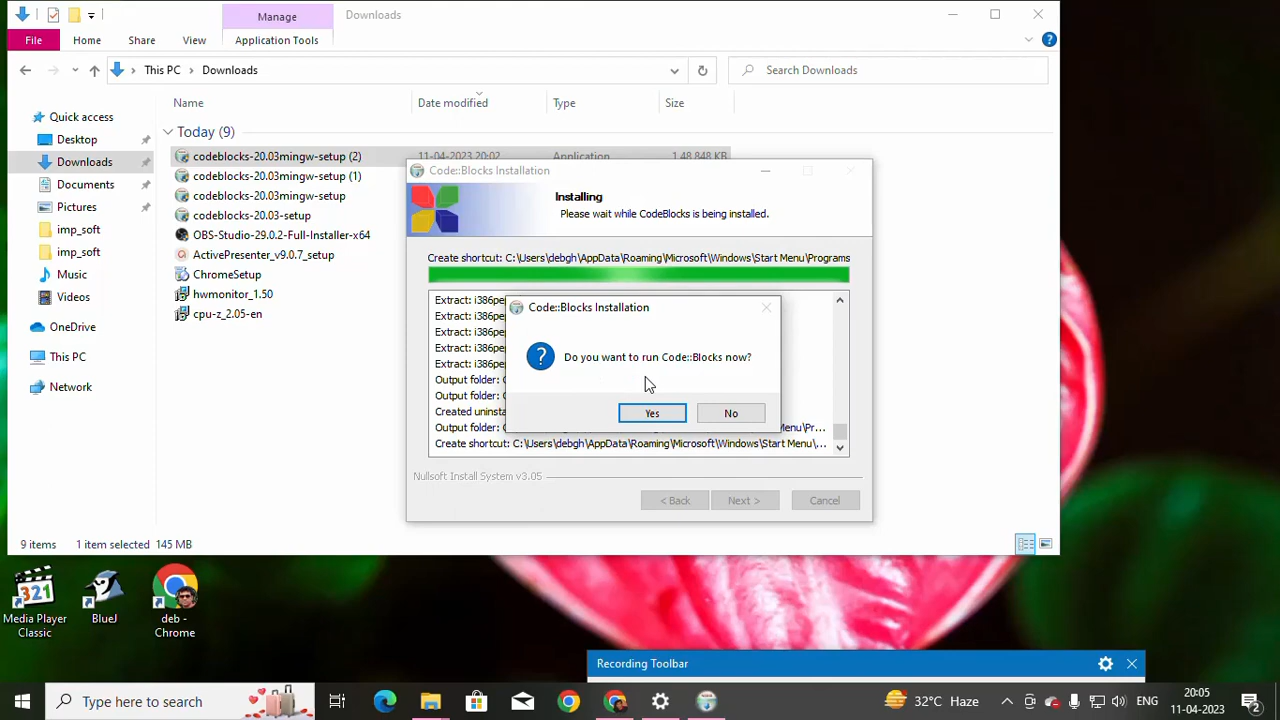 Manage
Downloads
File
Home
Share
View
Application Tools
This PC
Downloads
Search Downloads
Name
Date modified
Type
Size
Quick access
Desktop
Downloads
Documents
Pictures
imp_soft
imp_soft
Music
Videos
OneDrive
This PC
Network
Today (9)
codeblocks-20.03mingw-setup (2)
11-04-2023 20:02
Application
1,48,848 KB
codeblocks-20.03mingw-setup (1)
codeblocks-20.03mingw-setup
codeblocks-20.03-setup
OBS-Studio-29.0.2-Full-Installer-x64
ActivePresenter_v9.0.7_setup
ChromeSetup
hwmonitor_1.50
cpu-z_2.05-en
Code::Blocks Installation
Installing
Please wait while CodeBlocks is being installed.
Create shortcut: C:\Users\debgh\AppData\Roaming\Microsoft\Windows\Start Menu\Programs
Extract: i386pe
Extract: i386pe
Extract: i386pe
Extract: i386pe
Extract: i386pe
Output folder:
Output folder:
Created uninsta
Output folder:
Menu\Pr...
Create shortcut: C:\Users\debgh\AppData\Roaming\Microsoft\Windows\Start Menu\...
Code::Blocks Installation
Do you want to run Code::Blocks now?
Yes
No
Nullsoft Install System v3.05
< Back
Next >
Cancel
9 items
1 item selected 145 MB
321
Media Player
Classic
BlueJ
deb -
Chrome
Recording Toolbar
Type here to search
32°C Haze
ENG
20:05
11-04-2023
2